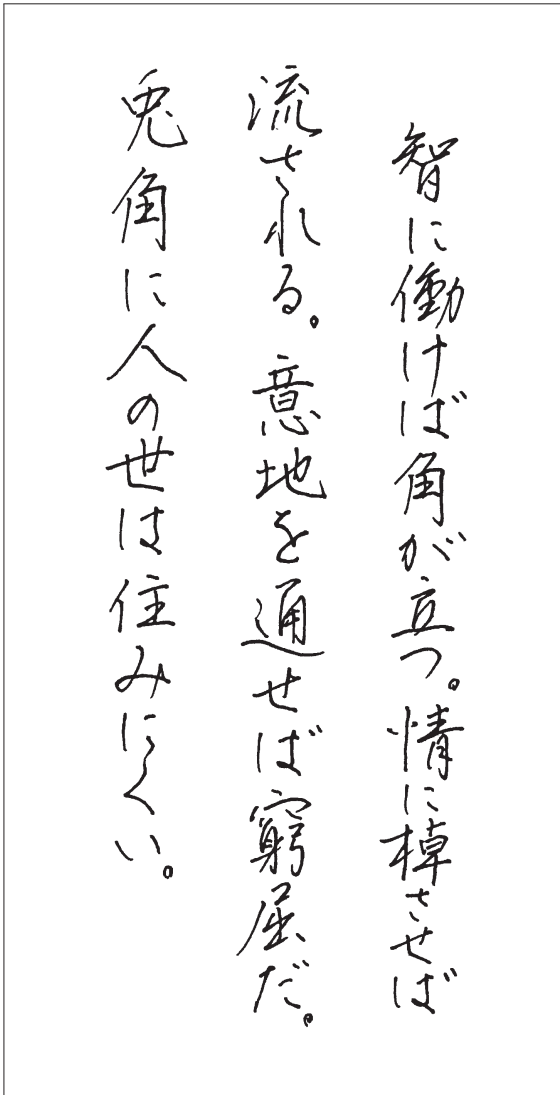 智に働けば角が立つ。情に棹させば
流される。意地を通せば窮屈だ。
兎角に人の世は住みにくい。